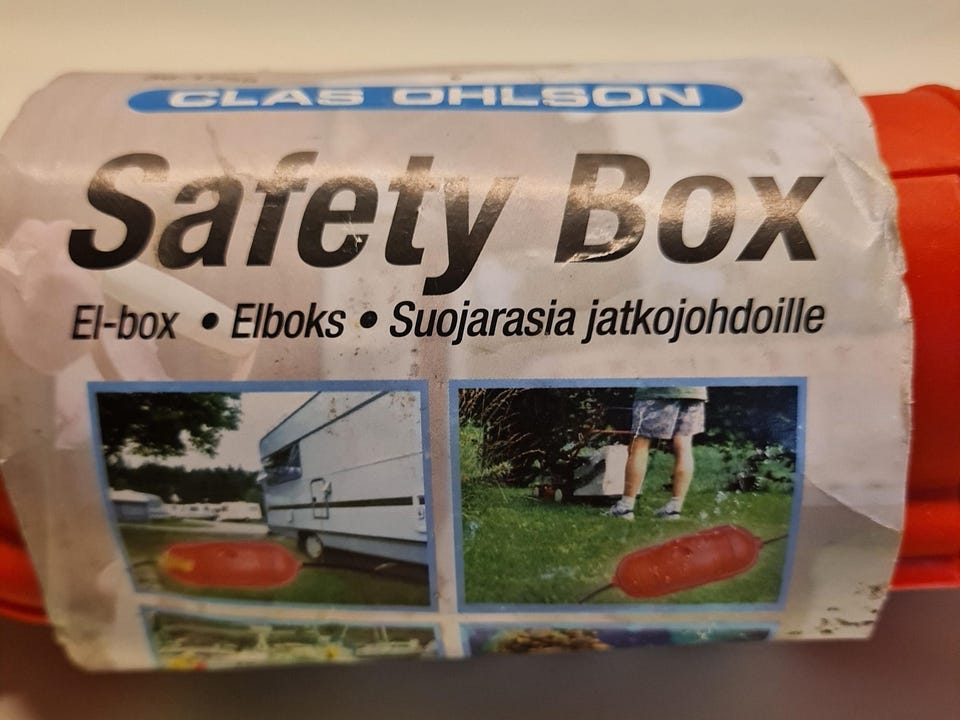 CLAS OHLSON
Safety Box
El-box • Elboks • Suojarasia jatkojohdoille